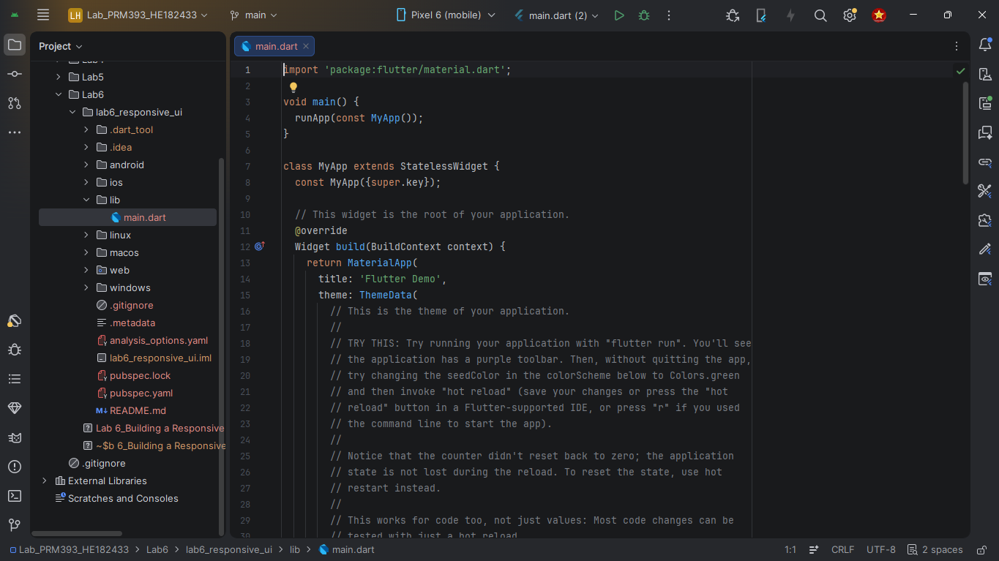 LH Lab_PRM393_HE182433 main Pixel 6 (mobile) main.dart (2)
Project
Lab5
Lab6
lab6_responsive_ui
.dart_tool
.idea
android
ios
lib
main.dart
linux
macos
web
windows
.gitignore
.metadata
analysis_options.yaml
lab6_responsive_ui.iml
pubspec.lock
pubspec.yaml
M↓ README.md
Lab 6_Building a Responsive
~$b 6_Building a Responsive
.gitignore
External Libraries
Scratches and Consoles
main.dart
1 import 'package:flutter/material.dart';
2
3 void main() {
4 runApp(const MyApp());
5 }
6
7 class MyApp extends StatelessWidget {
8 const MyApp({super.key});
9
10 // This widget is the root of your application.
11 @override
12 Widget build(BuildContext context) {
13 return MaterialApp(
14 title: 'Flutter Demo',
15 theme: ThemeData(
16 // This is the theme of your application.
17 //
18 // TRY THIS: Try running your application with "flutter run". You'll see
19 // the application has a purple toolbar. Then, without quitting the app,
20 // try changing the seedColor in the colorScheme below to Colors.green
21 // and then invoke "hot reload" (save your changes or press the "hot
22 // reload" button in a Flutter-supported IDE, or press "r" if you used
23 // the command line to start the app).
24 //
25 // Notice that the counter didn't reset back to zero; the application
26 // state is not lost during the reload. To reset the state, use hot
27 // restart instead.
28 //
29 // This works for code too, not just values: Most code changes can be
30 // tested with just a hot reload.
Lab_PRM393_HE182433 > Lab6 > lab6_responsive_ui > lib > main.dart 1:1 CRLF UTF-8 2 spaces